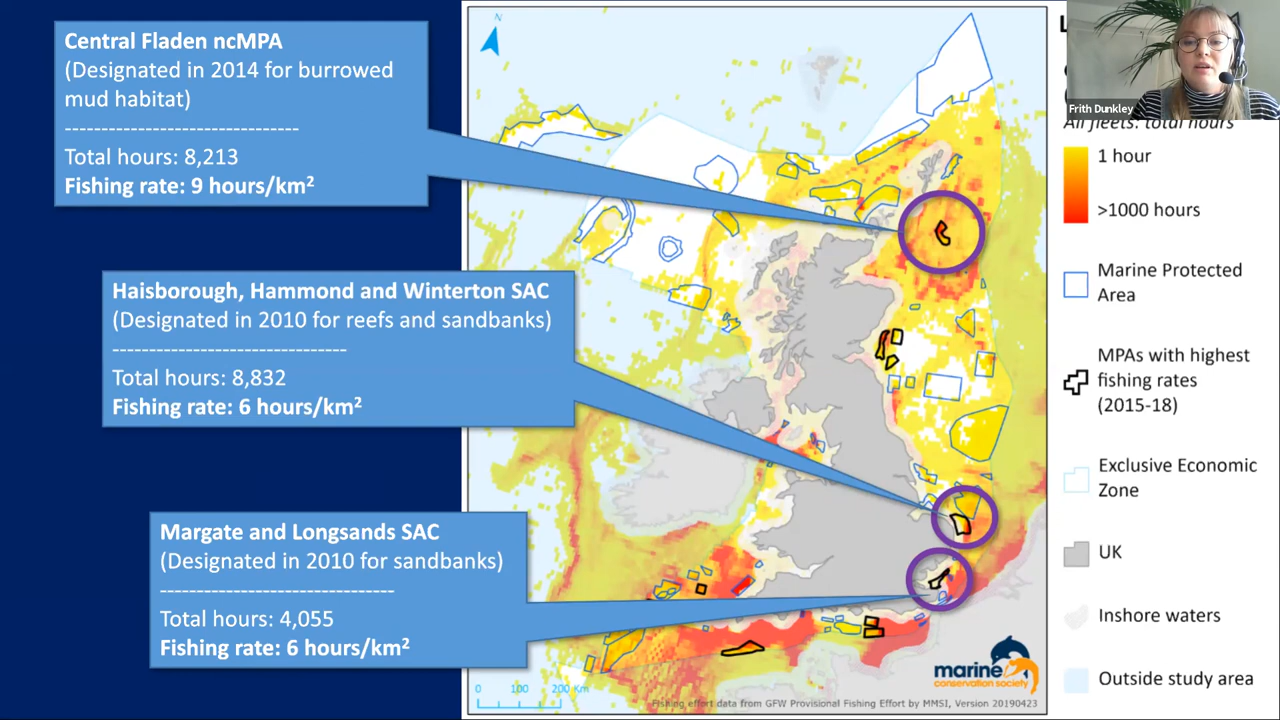 Central Fladen ncMPA
(Designated in 2014 for burrowed
mud habitat)
-------------------------------
Total hours: 8,213
Fishing rate: 9 hours/km²
Haisborough, Hammond and Winterton SAC
(Designated in 2010 for reefs and sandbanks)
-------------------------------
Total hours: 8,832
Fishing rate: 6 hours/km²
Margate and Longsands SAC
(Designated in 2010 for sandbanks)
-------------------------------
Total hours: 4,055
Fishing rate: 6 hours/km²
N
0 100 200 Km
marine
conservation society
Fishing effort data from GFW Provisional Fishing Effort by MMSI, Version 20190423
Frith Dunkley
All fleets: total hours
1 hour
>1000 hours
Marine Protected
Area
MPAs with highest
fishing rates
(2015-18)
Exclusive Economic
Zone
UK
Inshore waters
Outside study area